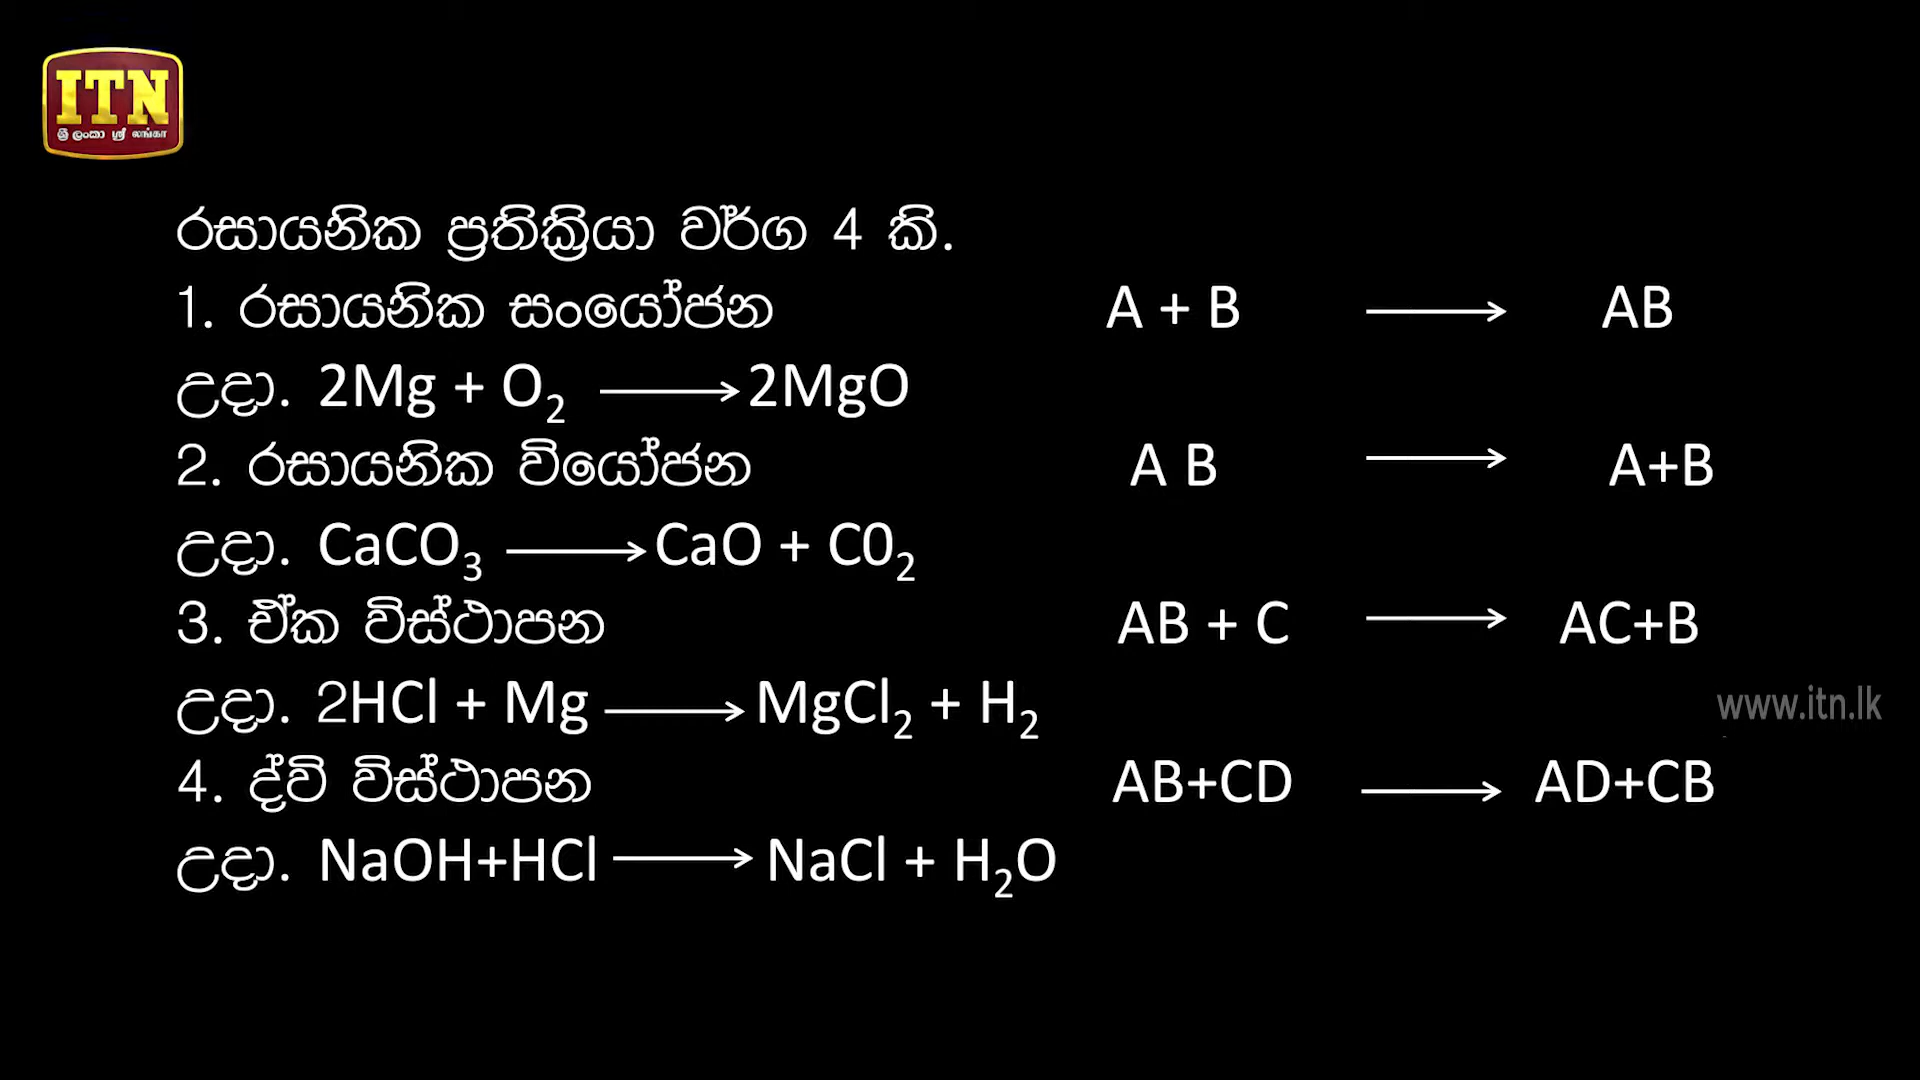 ITN
ශ්‍රී ලංකා ஸ்ரீ லங்கா
රසායනික ප්‍රතික්‍රියා වර්ග 4 කි.
1. රසායනික සංයෝජන A + B ⟶ AB
උදා. 2Mg + O₂ ⟶ 2MgO
2. රසායනික වියෝජන A B ⟶ A+B
උදා. CaCO₃ ⟶ CaO + C0₂
3. ඒක විස්ථාපන AB + C ⟶ AC+B
උදා. 2HCl + Mg ⟶ MgCl₂ + H₂
www.itn.lk
4. ද්වි විස්ථාපන AB+CD ⟶ AD+CB
උදා. NaOH+HCl ⟶ NaCl + H₂O